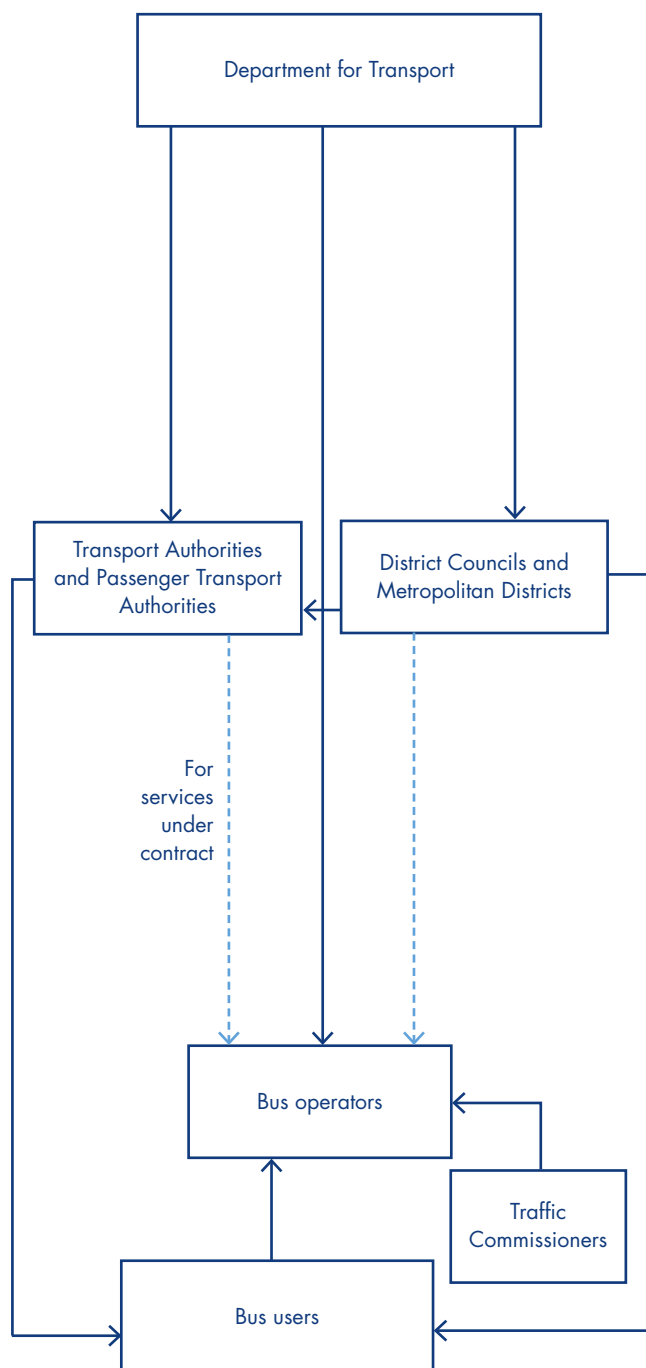 Department for Transport
Transport Authorities
and Passenger Transport
Authorities
District Councils and
Metropolitan Districts
For
services
under
contract
Bus operators
Traffic
Commissioners
Bus users